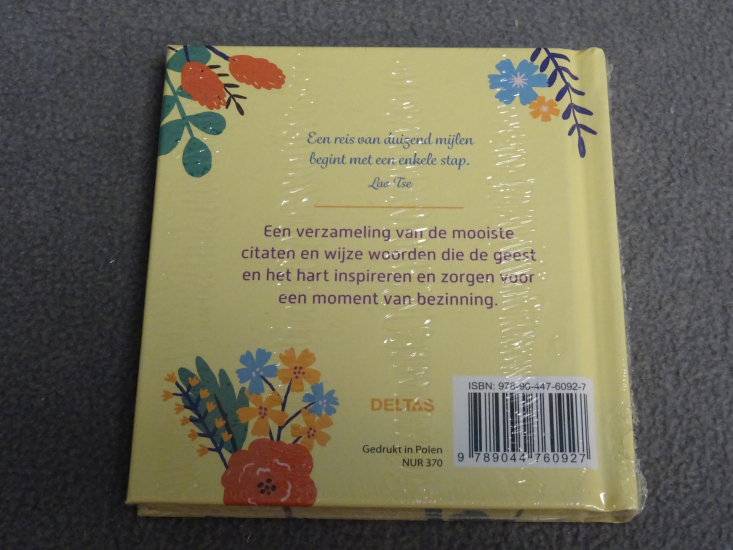 Een reis van duizend mijlen
begint met een enkele stap.
Lao Tse
Een verzameling van de mooiste
citaten en wijze woorden die de geest
en het hart inspireren en zorgen voor
een moment van bezinning.
DELTAS
ISBN: 978-90-447-6092-7
Gedrukt in Polen
NUR 370
9 789044 760927